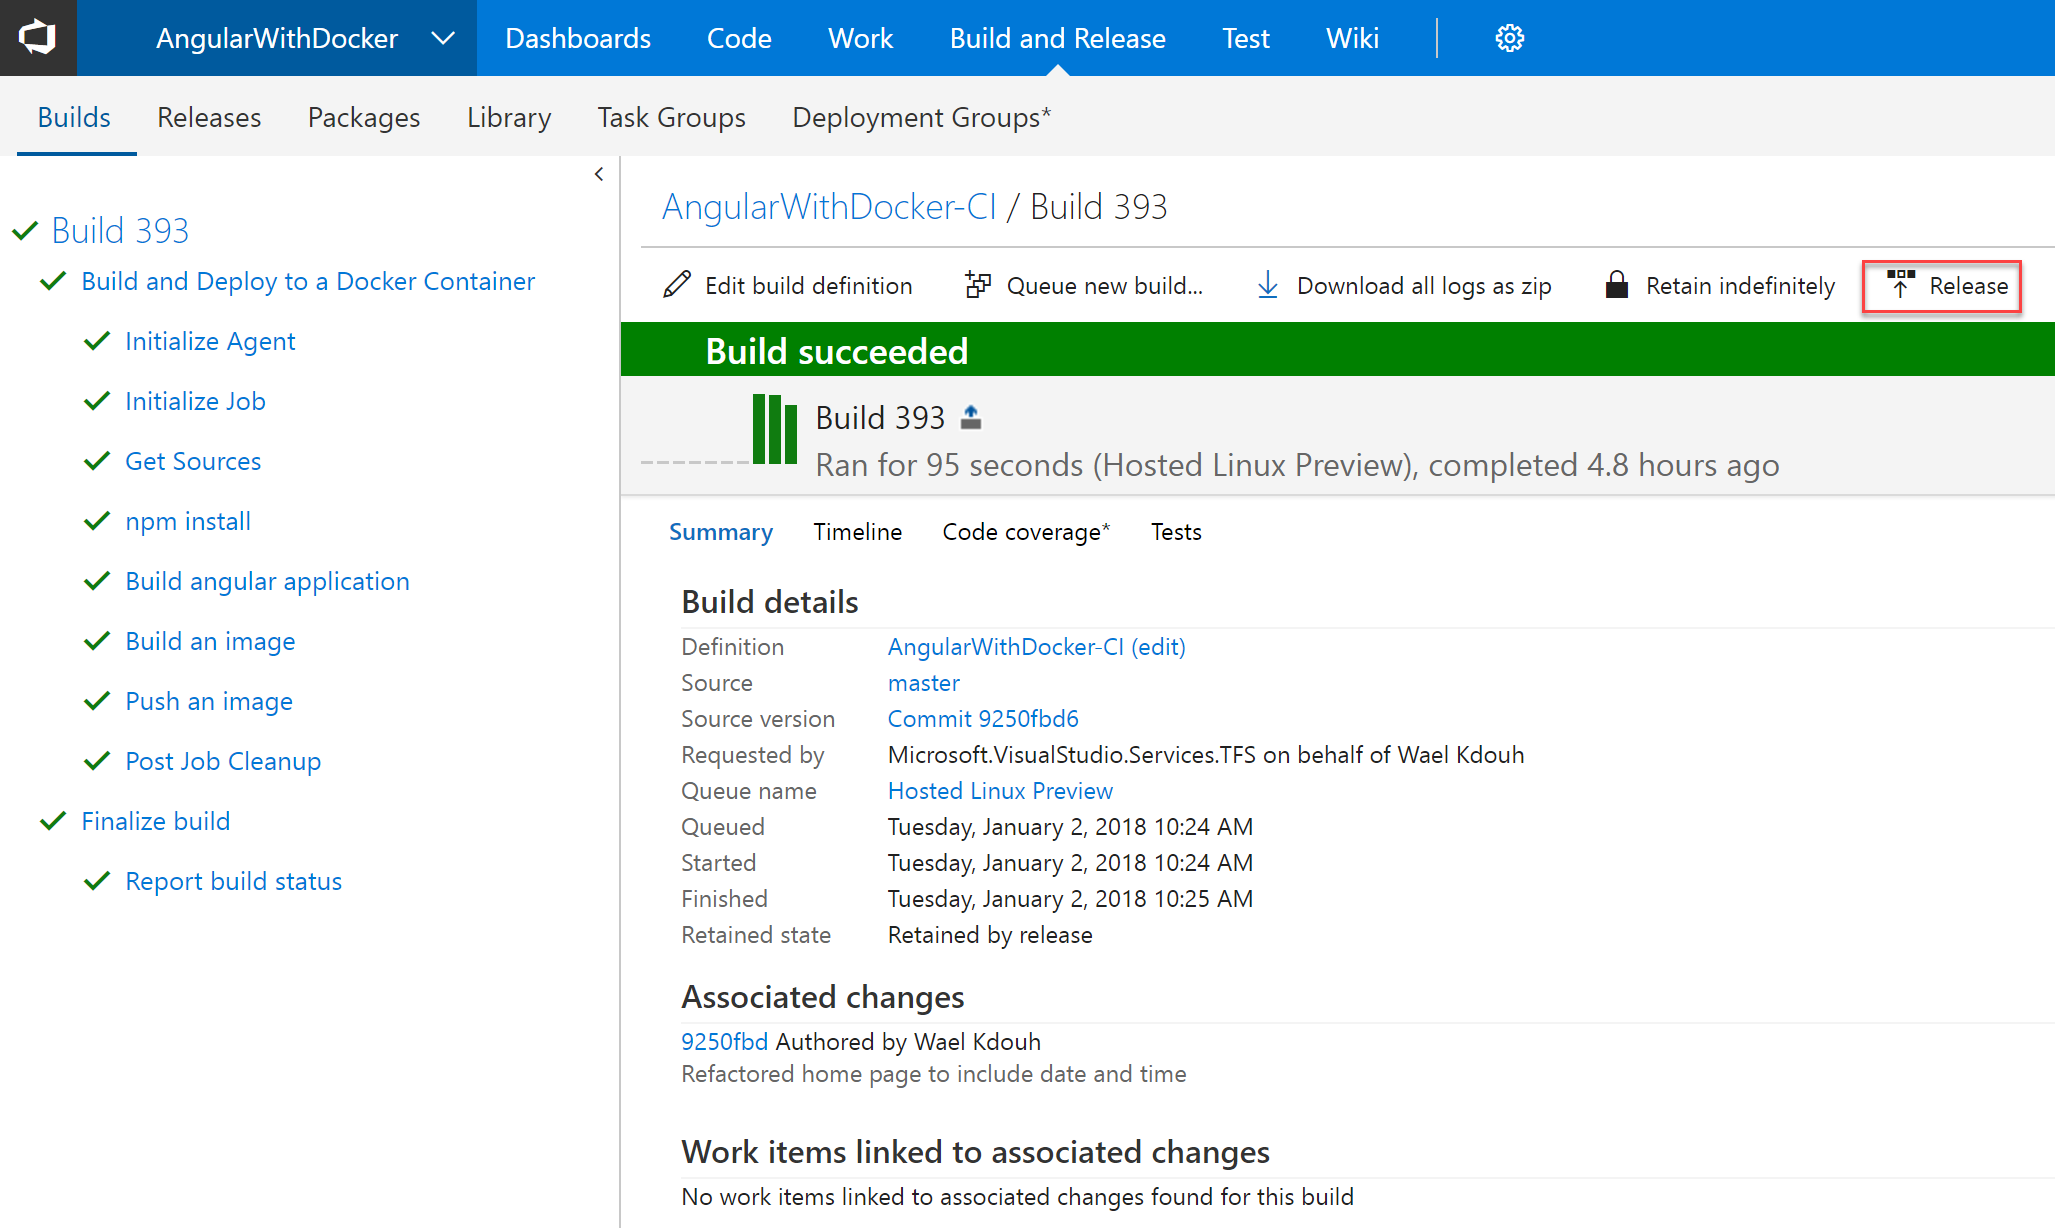 AngularWithDocker Dashboards Code Work Build and Release Test Wiki
Builds Releases Packages Library Task Groups Deployment Groups*
Build 393
Build and Deploy to a Docker Container
Initialize Agent
Initialize Job
Get Sources
npm install
Build angular application
Build an image
Push an image
Post Job Cleanup
Finalize build
Report build status
AngularWithDocker-CI / Build 393
Edit build definition Queue new build... Download all logs as zip Retain indefinitely Release
Build succeeded
Build 393
Ran for 95 seconds (Hosted Linux Preview), completed 4.8 hours ago
Summary Timeline Code coverage* Tests
Build details
Definition AngularWithDocker-CI (edit)
Source master
Source version Commit 9250fbd6
Requested by Microsoft.VisualStudio.Services.TFS on behalf of Wael Kdouh
Queue name Hosted Linux Preview
Queued Tuesday, January 2, 2018 10:24 AM
Started Tuesday, January 2, 2018 10:24 AM
Finished Tuesday, January 2, 2018 10:25 AM
Retained state Retained by release
Associated changes
9250fbd Authored by Wael Kdouh
Refactored home page to include date and time
Work items linked to associated changes
No work items linked to associated changes found for this build